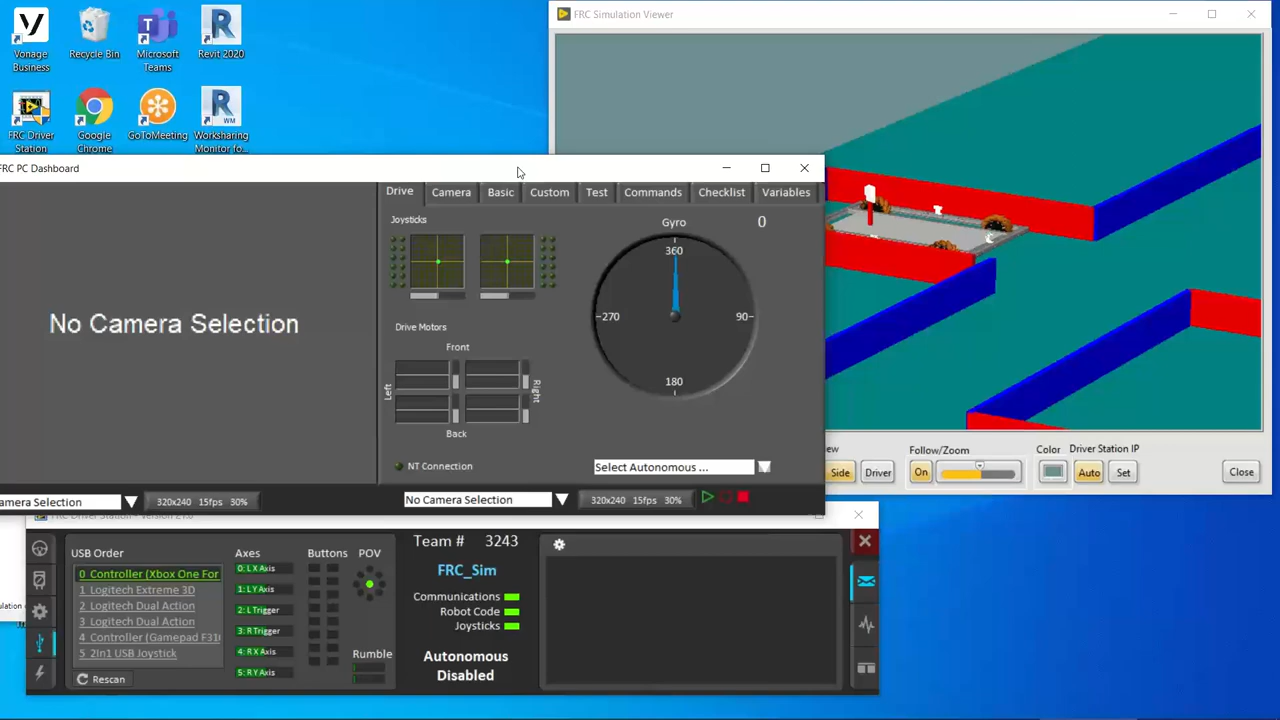 Vonage
Business
Recycle Bin
Microsoft
Teams
Revit 2020
FRC Driver
Station
Google
Chrome
GoToMeeting
WM
Worksharing
Monitor fo...
FRC Simulation Viewer
FRC PC Dashboard
No Camera Selection
Drive
Camera
Basic
Custom
Test
Commands
Checklist
Variables
Joysticks
Gyro
0
360
270
90
180
Drive Motors
Front
Left
Right
Back
NT Connection
Select Autonomous ...
amera Selection
320x240 15fps 30%
No Camera Selection
320x240 15fps 30%
ew
Side
Driver
Follow/Zoom
On
Color
Driver Station IP
Auto
Set
Close
USB Order
0 Controller (Xbox One For
1 Logitech Extreme 3D
2 Logitech Dual Action
3 Logitech Dual Action
4 Controller (Gamepad F31
5 2In1 USB Joystick
Rescan
Axes
0: L X Axis
1: L Y Axis
2: L Trigger
3: R Trigger
4: R X Axis
5: R Y Axis
Buttons
POV
Rumble
Team # 3243
FRC_Sim
Communications
Robot Code
Joysticks
Autonomous
Disabled